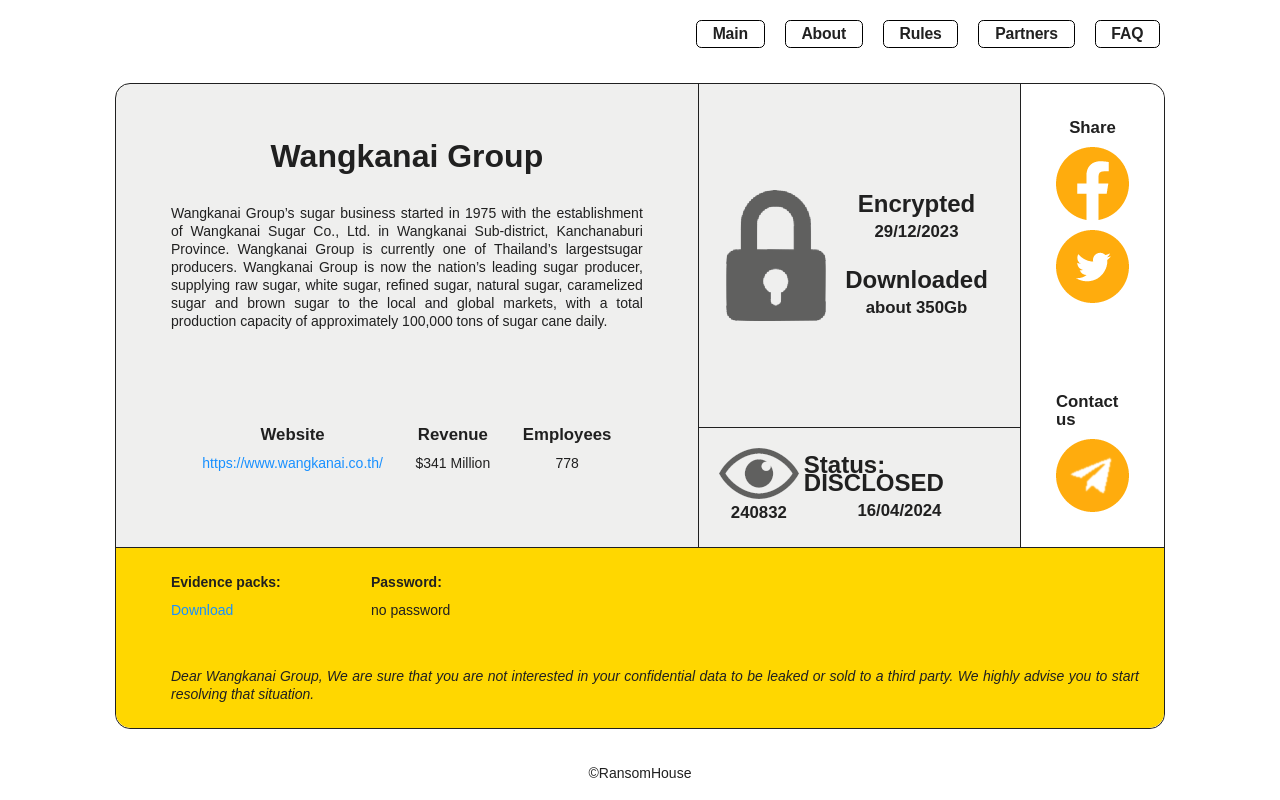 Main
About
Rules
Partners
FAQ
Wangkanai Group
Wangkanai Group’s sugar business started in 1975 with the establishment
of Wangkanai Sugar Co., Ltd. in Wangkanai Sub-district, Kanchanaburi
Province. Wangkanai Group is currently one of Thailand’s largestsugar
producers. Wangkanai Group is now the nation’s leading sugar producer,
supplying raw sugar, white sugar, refined sugar, natural sugar, caramelized
sugar and brown sugar to the local and global markets, with a total
production capacity of approximately 100,000 tons of sugar cane daily.
Website
https://www.wangkanai.co.th/
Revenue
$341 Million
Employees
778
Encrypted
29/12/2023
Downloaded
about 350Gb
240832
Status:
DISCLOSED
16/04/2024
Share
Contact
us
Evidence packs:
Download
Password:
no password
Dear Wangkanai Group, We are sure that you are not interested in your confidential data to be leaked or sold to a third party. We highly advise you to start
resolving that situation.
©RansomHouse